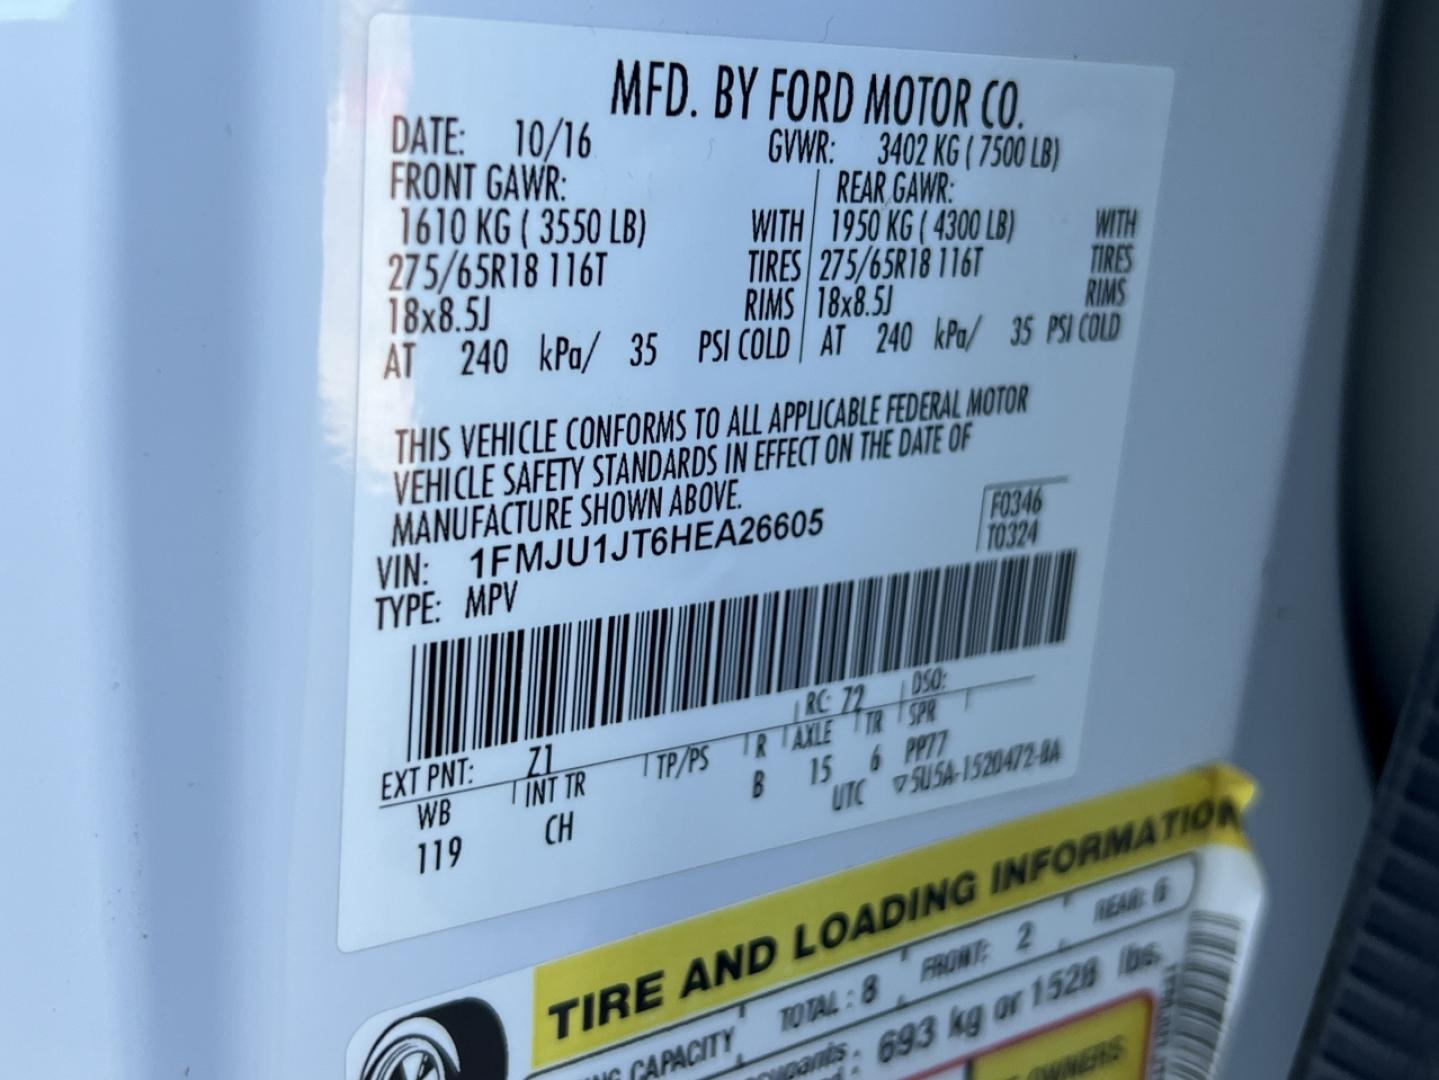 MFD. BY FORD MOTOR CO.
DATE: 10/16 GVWR: 3402 KG ( 7500 LB)
FRONT GAWR: REAR GAWR:
1610 KG ( 3550 LB) WITH 1950 KG ( 4300 LB) WITH
275/65R18 116T TIRES 275/65R18 116T TIRES
18x8.5J RIMS 18x8.5J RIMS
AT 240 kPa/ 35 PSI COLD AT 240 kPa/ 35 PSI COLD
THIS VEHICLE CONFORMS TO ALL APPLICABLE FEDERAL MOTOR
VEHICLE SAFETY STANDARDS IN EFFECT ON THE DATE OF
MANUFACTURE SHOWN ABOVE.
F0346
T0324
VIN: 1FMJU1JT6HEA26605
TYPE: MPV
EXT PNT: Z1 RC: 72 DSO:
WB INT TR TP/PS R AXLE TR SPR
119 CH B 15 6 PP77
UTC ▽5U5A-1520472-BA
TIRE AND LOADING INFORMATION
CAPACITY TOTAL : 8 FRONT: 2 REAR: 6
693 kg or 1528 lbs.
OWNERS